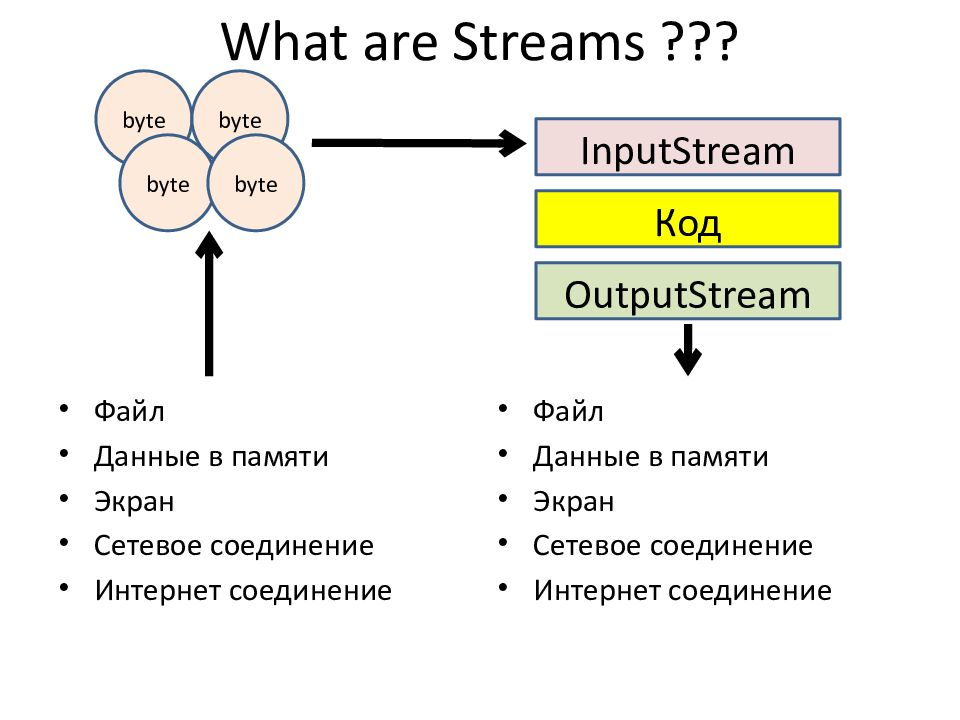 What are Streams ???
byte
byte
byte
byte
InputStream
Код
OutputStream
• Файл
• Данные в памяти
• Экран
• Сетевое соединение
• Интернет соединение
• Файл
• Данные в памяти
• Экран
• Сетевое соединение
• Интернет соединение